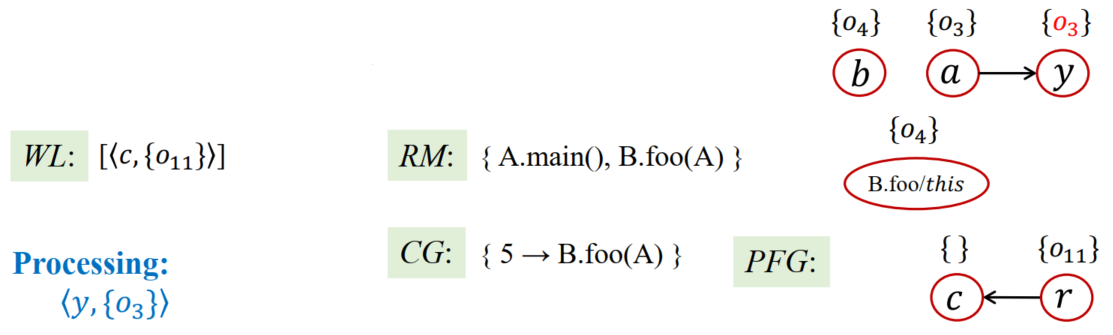 {o₄} {o₃} {o₃}
b a y
{o₄}
WL: [⟨c, {o₁₁}⟩] RM: { A.main(), B.foo(A) }
B.foo/this
CG: { 5 → B.foo(A) } PFG: { } {o₁₁}
Processing:
⟨y, {o₃}⟩ c r